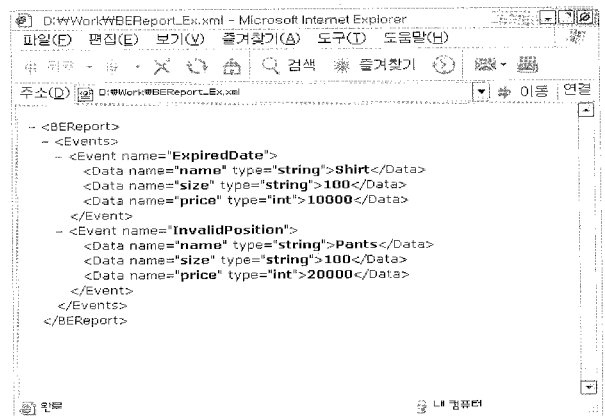 D:₩Work₩BEReport_Ex.xml - Microsoft Internet Explorer
파일(F) 편집(E) 보기(V) 즐겨찾기(A) 도구(T) 도움말(H)
뒤로 검색 즐겨찾기
주소(D) D:₩Work₩BEReport_Ex.xml 이동 연결
- <BEReport>
- <Events>
- <Event name="ExpiredDate">
<Data name="name" type="string">Shirt</Data>
<Data name="size" type="string">100</Data>
<Data name="price" type="int">10000</Data>
</Event>
- <Event name="InvalidPosition">
<Data name="name" type="string">Pants</Data>
<Data name="size" type="string">100</Data>
<Data name="price" type="int">20000</Data>
</Event>
</Events>
</BEReport>
완료 내 컴퓨터